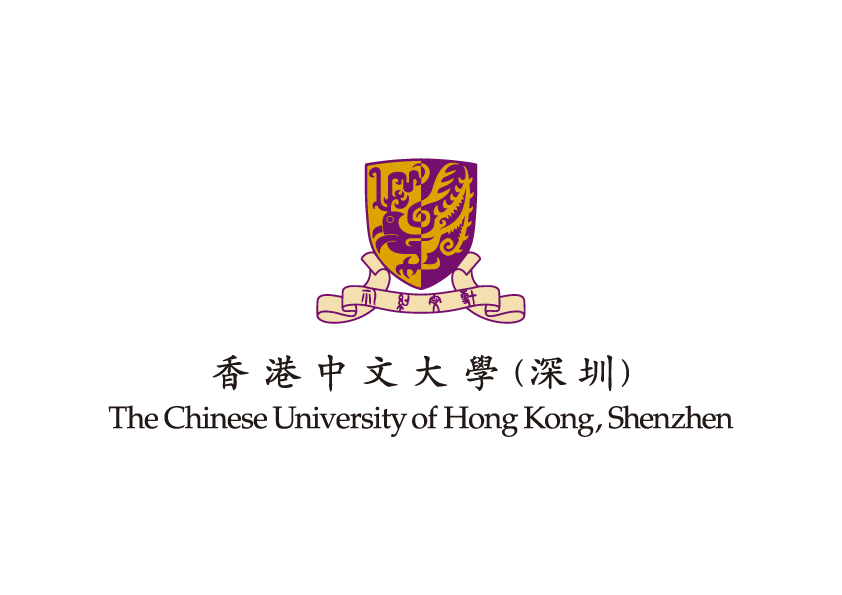 香港中文大學(深圳)
The Chinese University of Hong Kong, Shenzhen